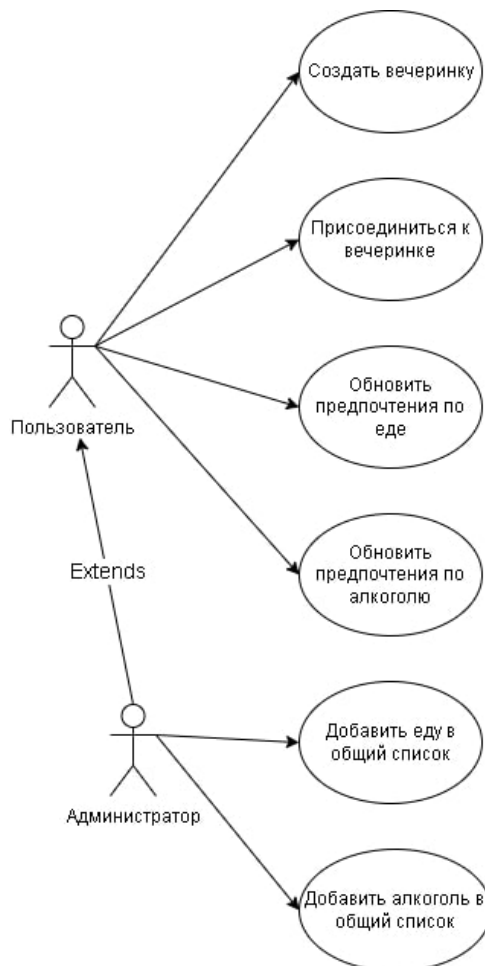 Создать вечеринку
Присоединиться к
вечеринке
Пользователь
Обновить
предпочтения по
еде
Обновить
предпочтения по
алкоголю
Extends
Администратор
Добавить еду в
общий список
Добавить алкоголь в
общий список